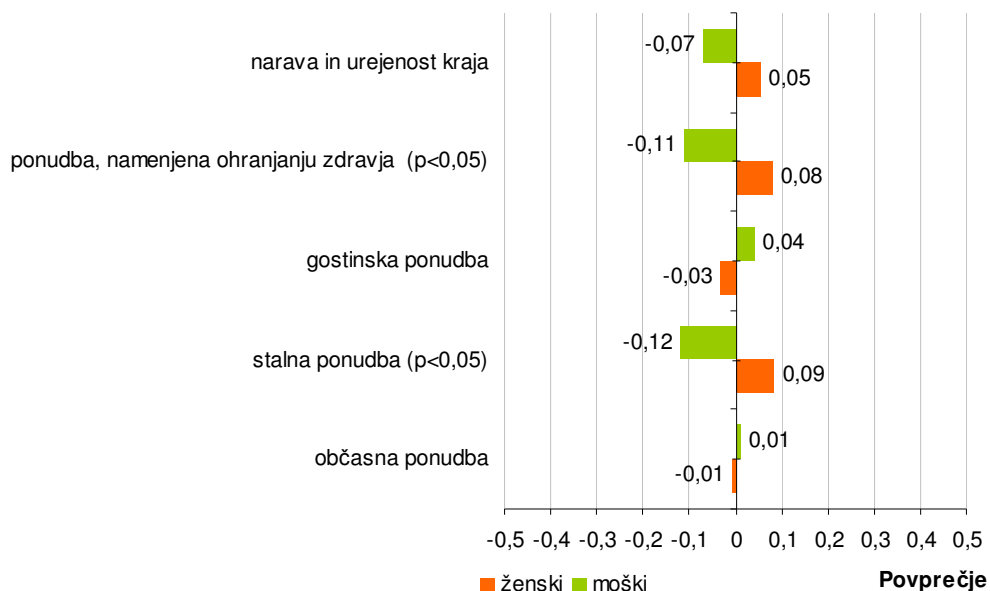 -0,07
narava in urejenost kraja
0,05
-0,11
ponudba, namenjena ohranjanju zdravja (p<0,05)
0,08
0,04
gostinska ponudba
-0,03
-0,12
stalna ponudba (p<0,05)
0,09
0,01
občasna ponudba
-0,01
-0,5 -0,4 -0,3 -0,2 -0,1 0 0,1 0,2 0,3 0,4 0,5
ženski moški
Povprečje